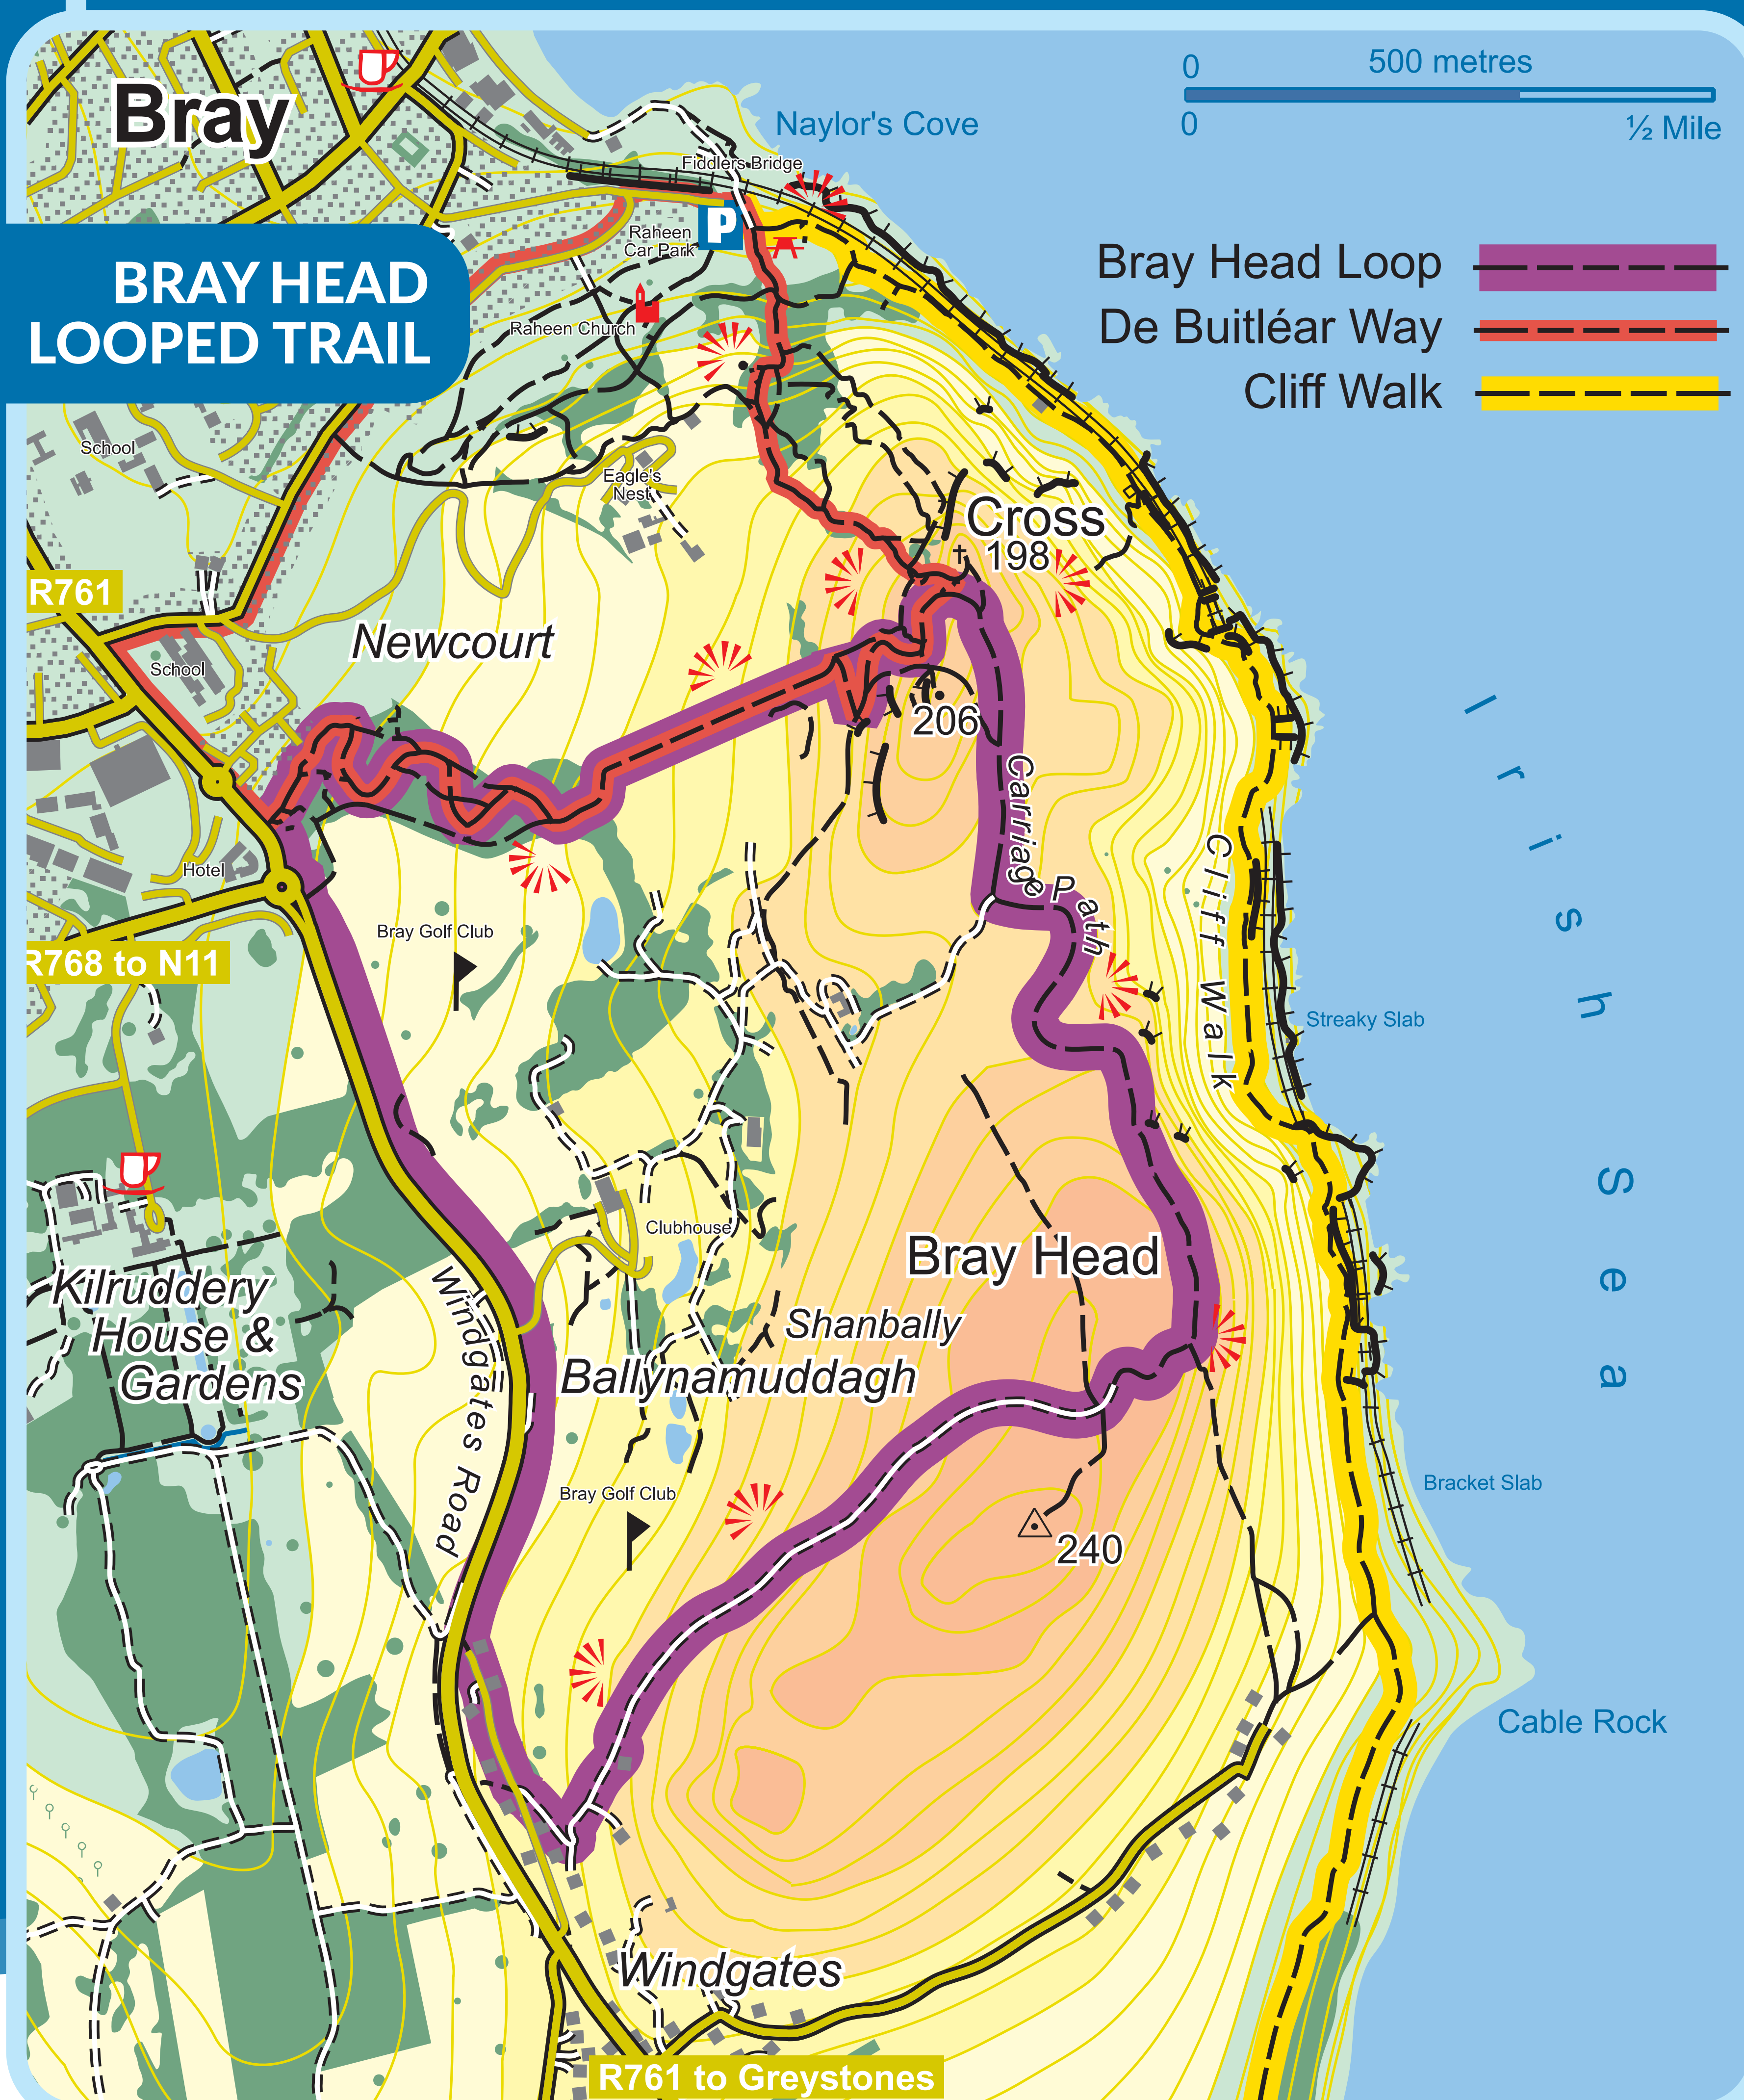 0 500 metres
0 ½ Mile
Bray
Naylor's Cove
Fiddlers Bridge
P
Raheen
Car Park
BRAY HEAD
LOOPED TRAIL
Bray Head Loop
De Buitléar Way
Cliff Walk
Raheen Church
School
Eagle's
Nest
Cross
198
R761
Newcourt
School
206
Irish Sea
Carriage Path
Cliff Walk
Hotel
Bray Golf Club
R768 to N11
Streaky Slab
Clubhouse
Bray Head
Kilruddery
House &
Gardens
Windgates Road
Shanbally
Ballynamuddagh
Bracket Slab
Bray Golf Club
240
Cable Rock
Windgates
R761 to Greystones